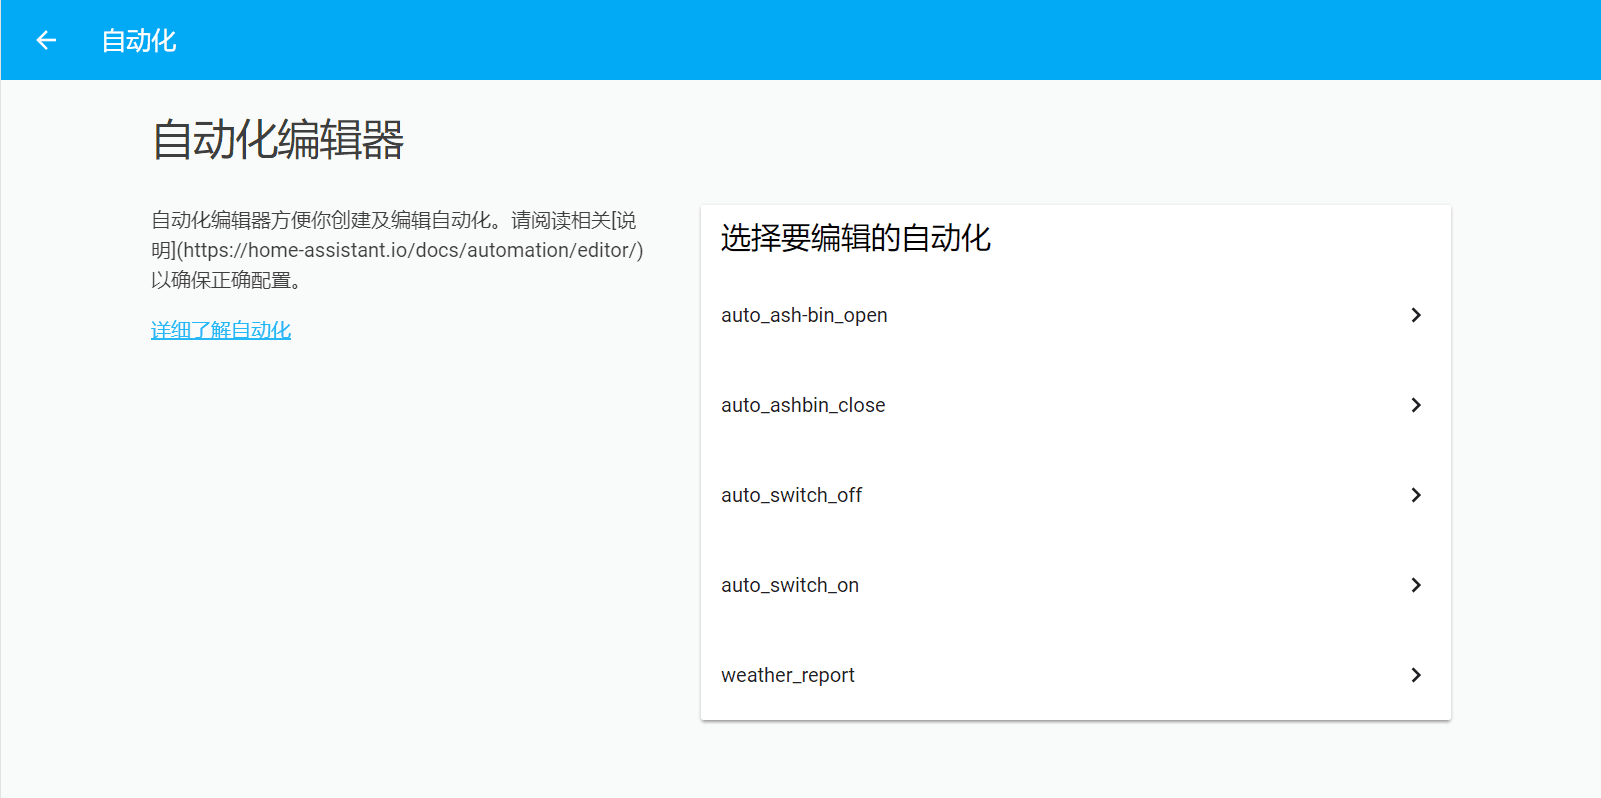 自动化
自动化编辑器
自动化编辑器方便你创建及编辑自动化。请阅读相关[说
明](https://home-assistant.io/docs/automation/editor/)
以确保正确配置。
详细了解自动化
选择要编辑的自动化
auto_ash-bin_open
auto_ashbin_close
auto_switch_off
auto_switch_on
weather_report